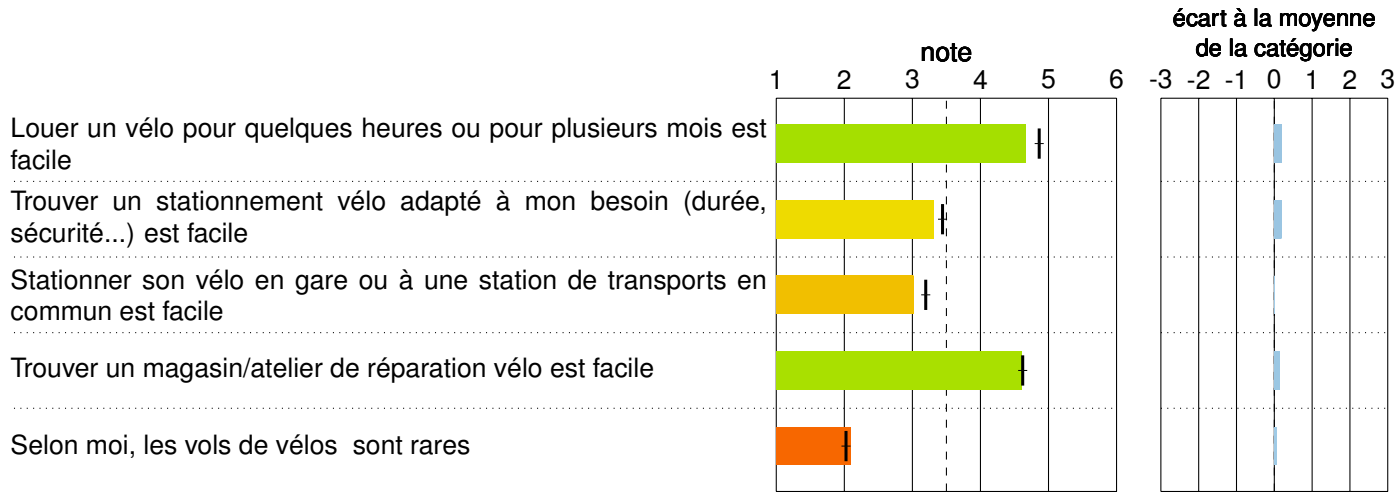 écart à la moyenne
note de la catégorie
1 2 3 4 5 6 -3 -2 -1 0 1 2 3
Louer un vélo pour quelques heures ou pour plusieurs mois est
facile
Trouver un stationnement vélo adapté à mon besoin (durée,
sécurité...) est facile
Stationner son vélo en gare ou à une station de transports en
commun est facile
Trouver un magasin/atelier de réparation vélo est facile
Selon moi, les vols de vélos sont rares